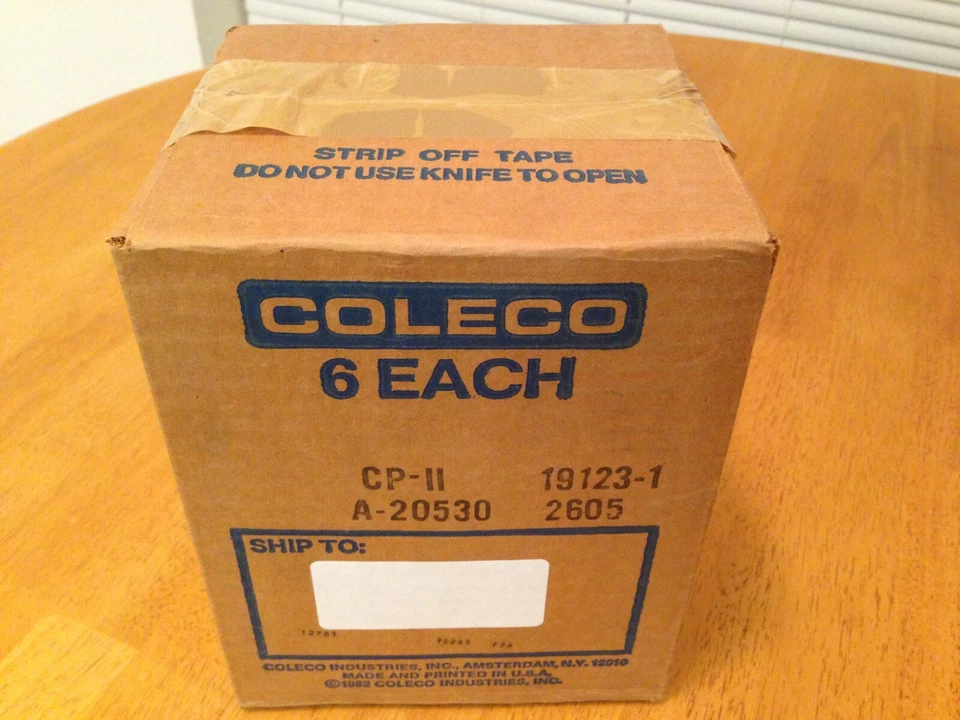 STRIP OFF TAPE
DO NOT USE KNIFE TO OPEN
COLECO
6 EACH
CP-II 19123-1
A-20530 2605
SHIP TO:
COLECO INDUSTRIES, INC., AMSTERDAM, N.Y. 12010
MADE AND PRINTED IN U.S.A.
©1982 COLECO INDUSTRIES, INC.